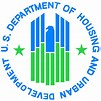 U.S. DEPARTMENT OF HOUSING
AND URBAN DEVELOPMENT